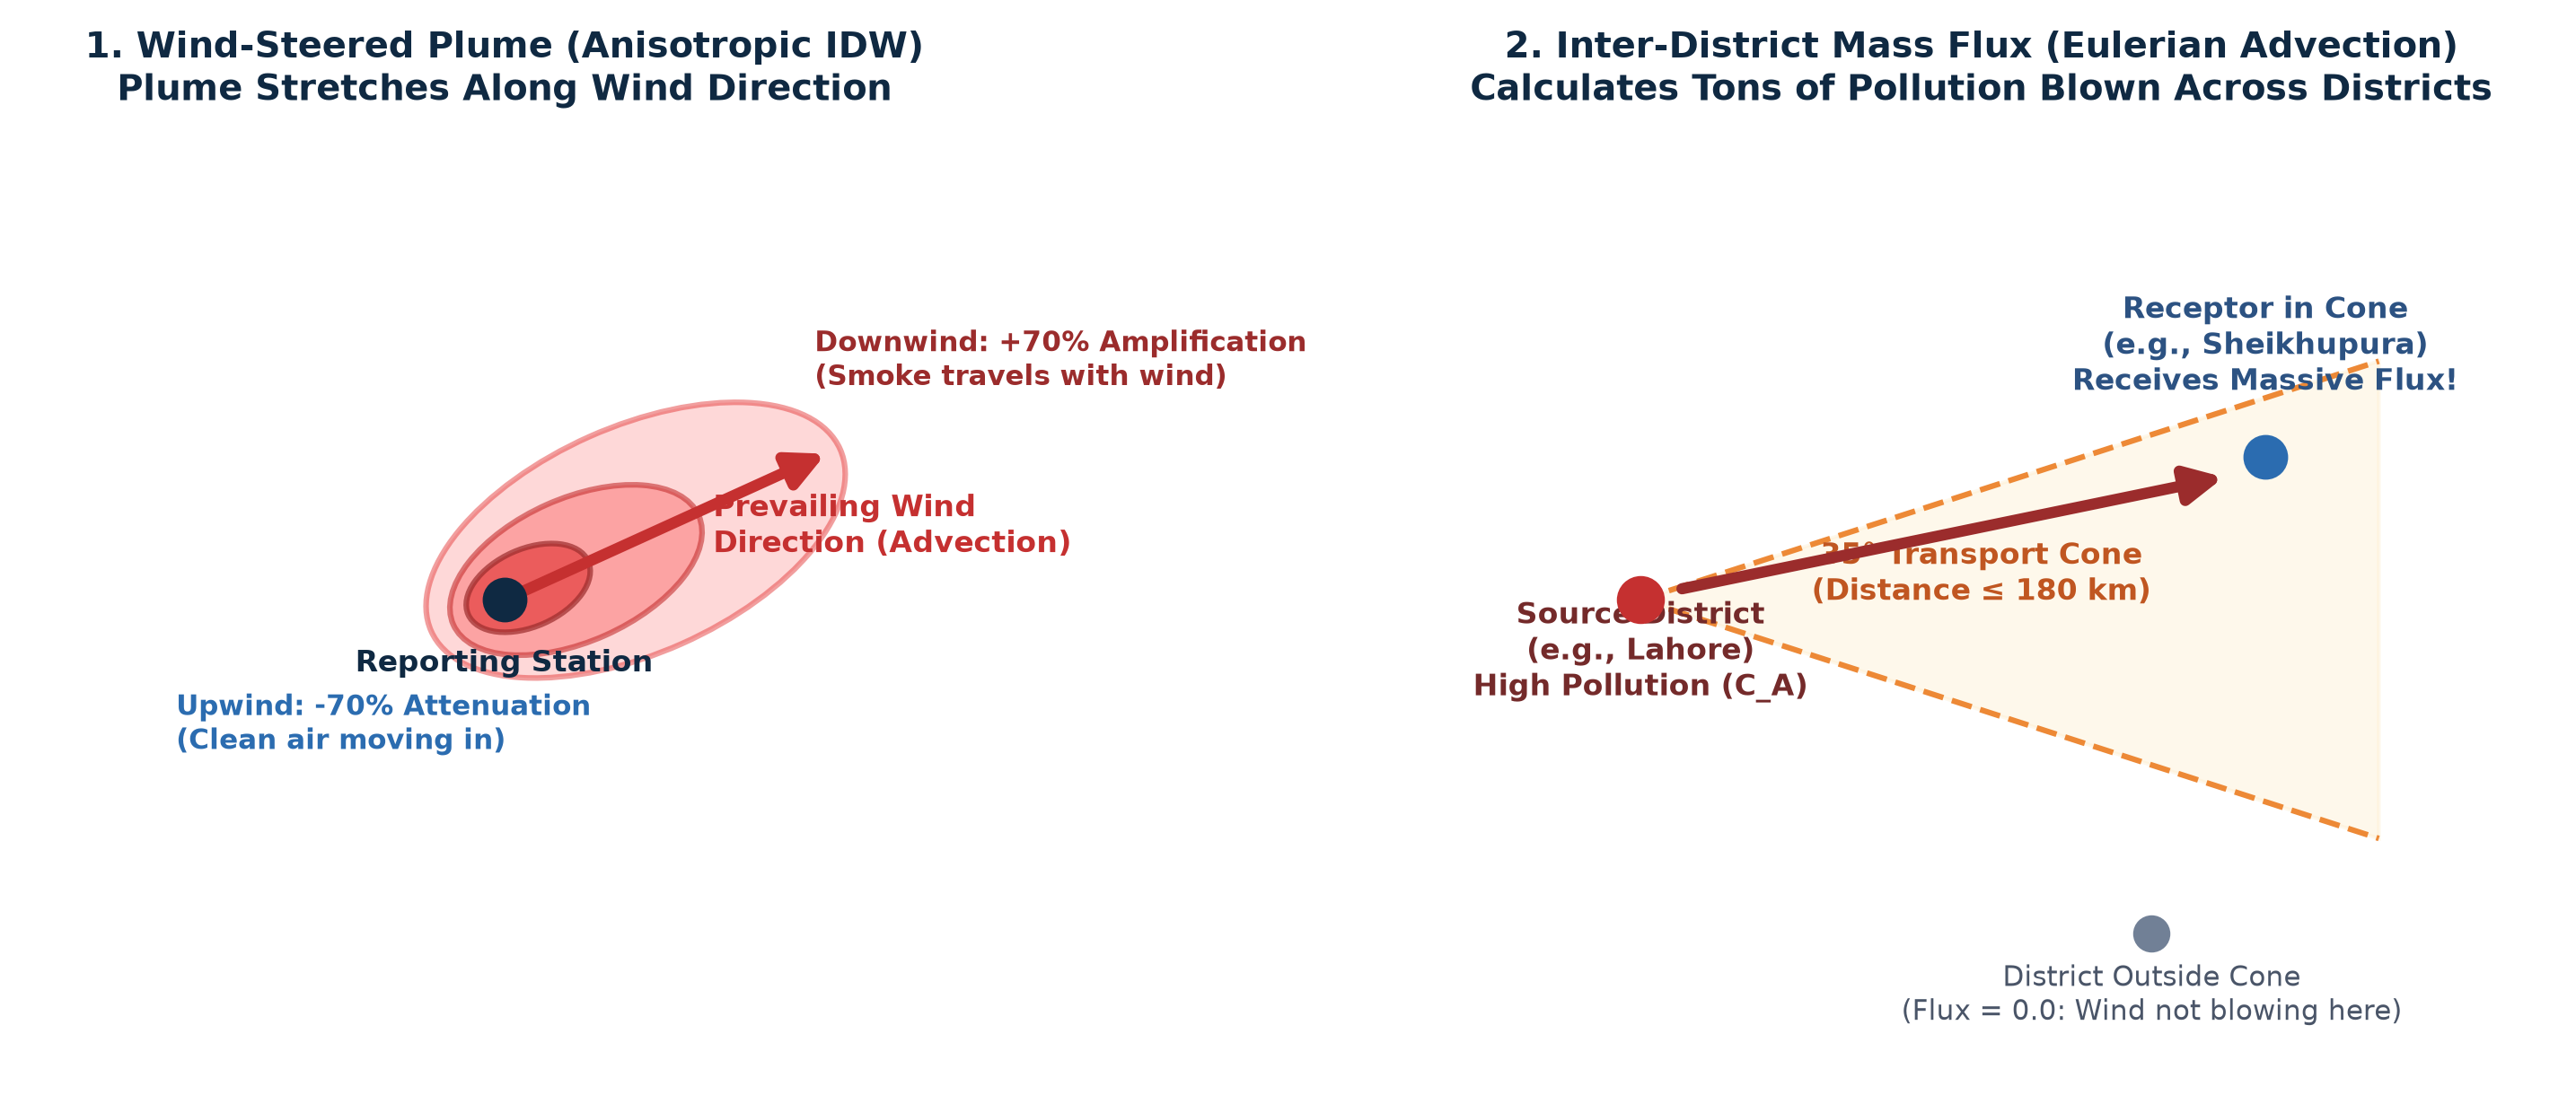 1. Wind-Steered Plume (Anisotropic IDW)
Plume Stretches Along Wind Direction
Downwind: +70% Amplification
(Smoke travels with wind)
Prevailing Wind
Direction (Advection)
Reporting Station
Upwind: -70% Attenuation
(Clean air moving in)
2. Inter-District Mass Flux (Eulerian Advection)
Calculates Tons of Pollution Blown Across Districts
Receptor in Cone
(e.g., Sheikhupura)
Receives Massive Flux!
35° Transport Cone
(Distance ≤ 180 km)
Source District
(e.g., Lahore)
High Pollution (C_A)
District Outside Cone
(Flux = 0.0: Wind not blowing here)